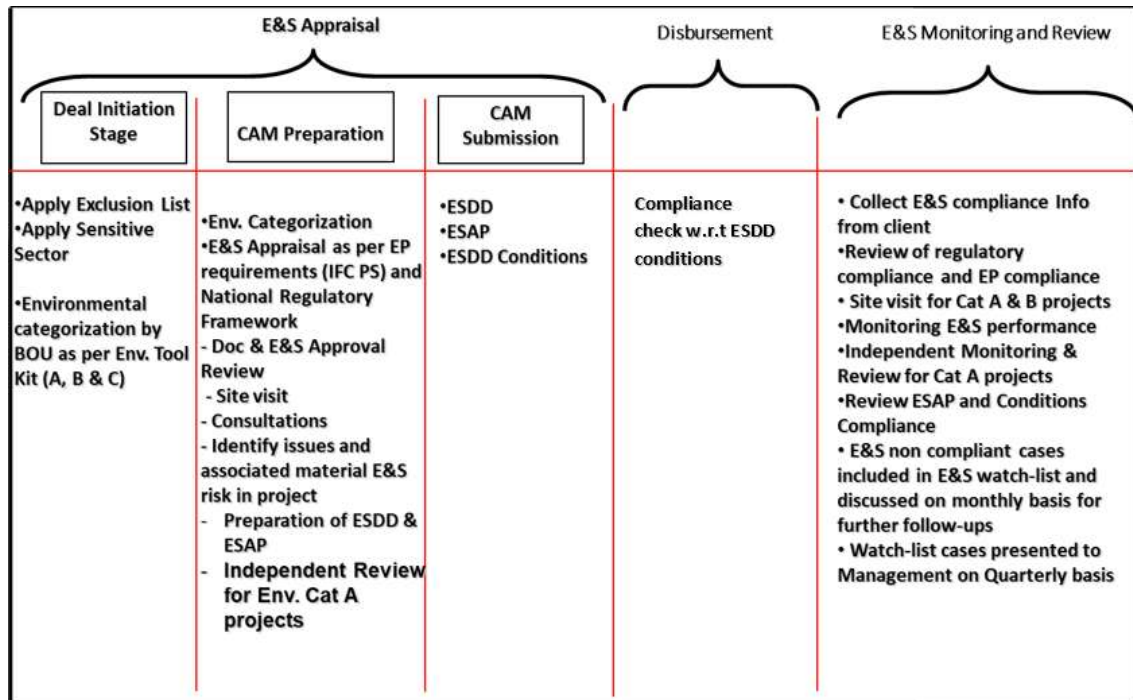 E&S Appraisal
Disbursement
E&S Monitoring and Review
Deal Initiation
Stage
CAM Preparation
CAM
Submission
•Apply Exclusion List
•Apply Sensitive
Sector
•Environmental
categorization by
BOU as per Env. Tool
Kit (A, B & C)
•Env. Categorization
•E&S Appraisal as per EP
requirements (IFC PS) and
National Regulatory
Framework
- Doc & E&S Approval
Review
- Site visit
- Consultations
- Identify issues and
associated material E&S
risk in project
- Preparation of ESDD &
ESAP
- Independent Review
for Env. Cat A
projects
•ESDD
•ESAP
•ESDD Conditions
Compliance
check w.r.t ESDD
conditions
• Collect E&S compliance Info
from client
•Review of regulatory
compliance and EP compliance
• Site visit for Cat A & B projects
•Monitoring E&S performance
•Independent Monitoring &
Review for Cat A projects
•Review ESAP and Conditions
Compliance
• E&S non compliant cases
included in E&S watch-list and
discussed on monthly basis for
further follow-ups
• Watch-list cases presented to
Management on Quarterly basis